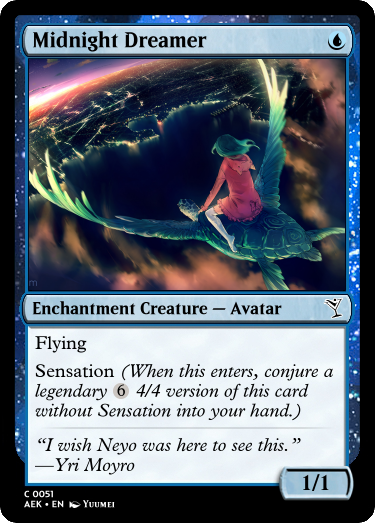 Midnight Dreamer
Enchantment Creature — Avatar
Flying
Sensation (When this enters, conjure a
legendary 6 4/4 version of this card
without Sensation into your hand.)
“I wish Neyo was here to see this.”
—Yri Moyro
1/1
C 0051
AEK • EN Yuumei